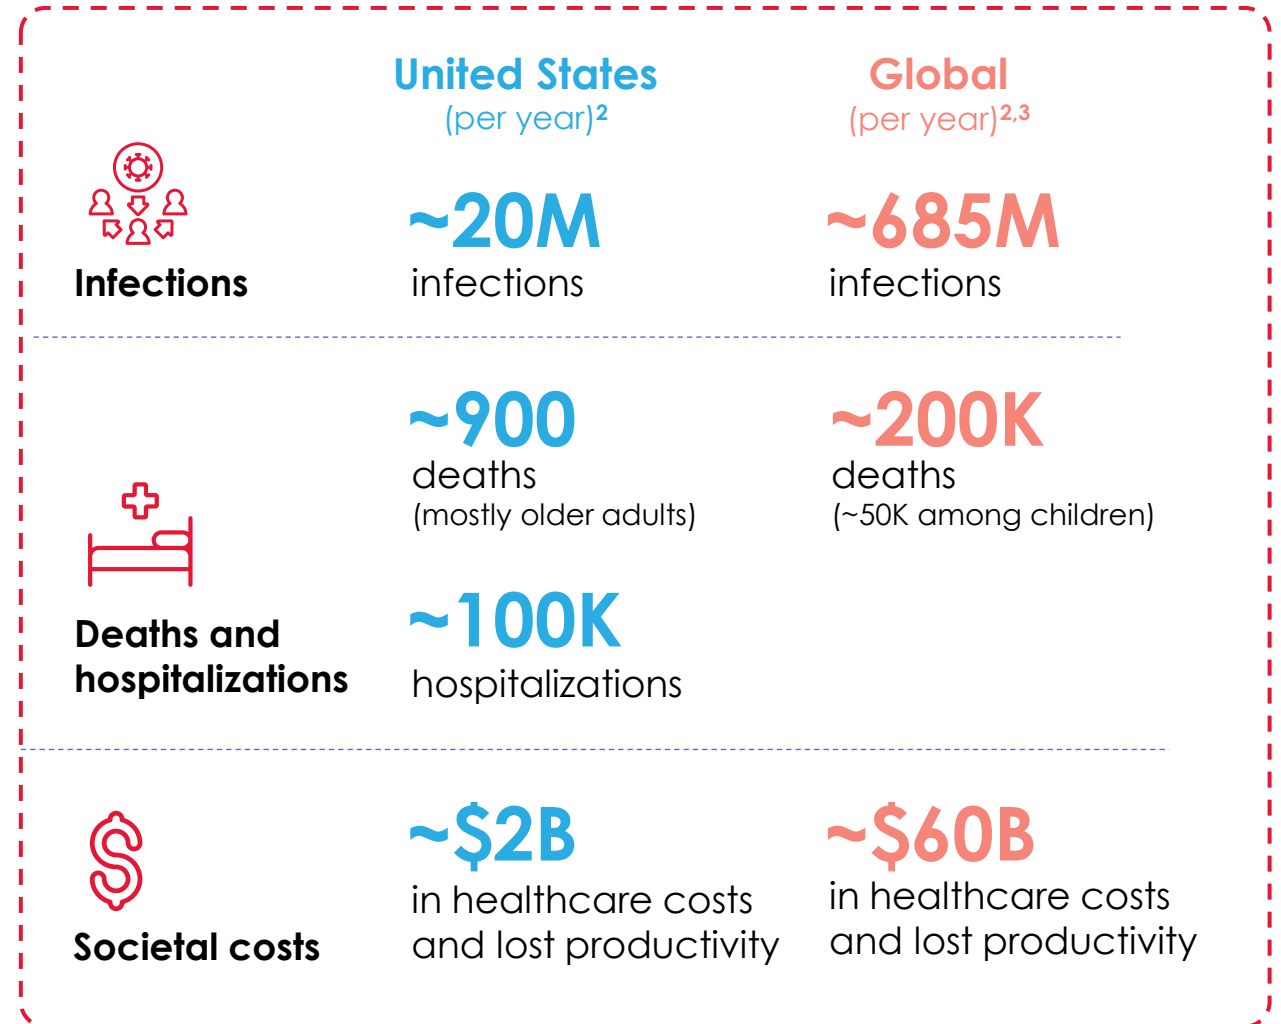 United States
(per year)2
Global
(per year)2,3
Infections
~20M
infections
~685M
infections
Deaths and
hospitalizations
~900
deaths
(mostly older adults)
~200K
deaths
(~50K among children)
~100K
hospitalizations
Societal costs
~$2B
in healthcare costs
and lost productivity
~$60B
in healthcare costs
and lost productivity